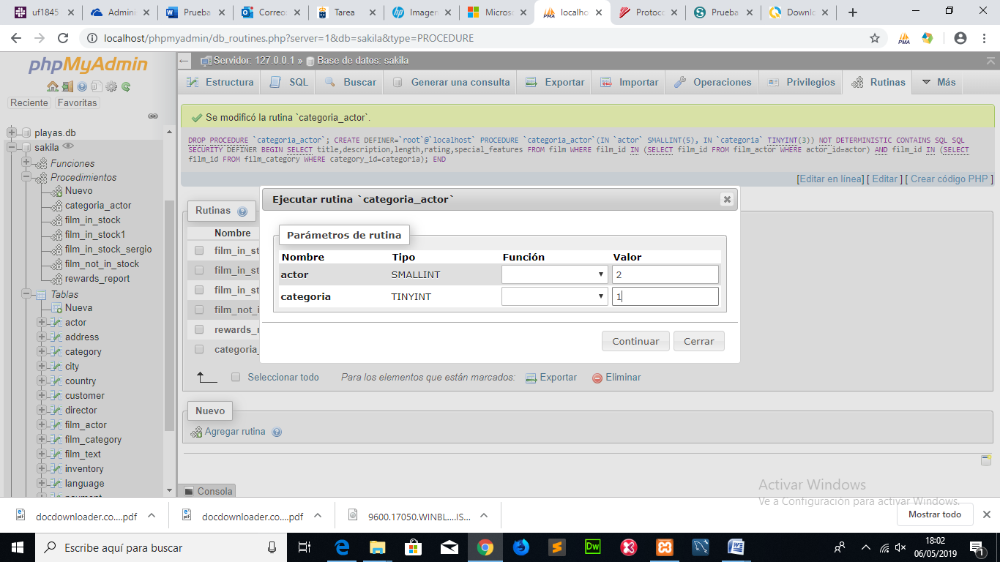 uf1845
Admini
Prueba
Correo:
Tarea
Imagen
Microso
localho
Protoco
Prueba
Downlo
localhost/phpmyadmin/db_routines.php?server=1&db=sakila&type=PROCEDURE
phpMyAdmin
Reciente Favoritas
playas.db
sakila
Funciones
Procedimientos
Nuevo
categoria_actor
film_in_stock
film_in_stock1
film_in_stock_sergio
film_not_in_stock
rewards_report
Tablas
Nueva
actor
address
category
city
country
customer
director
film_actor
film_category
film_text
inventory
language
payment
Servidor: 127.0.0.1 » Base de datos: sakila
Estructura SQL Buscar Generar una consulta Exportar Importar Operaciones Privilegios Rutinas Más
Se modificó la rutina `categoria_actor`.
DROP PROCEDURE `categoria_actor`; CREATE DEFINER=`root`@`localhost` PROCEDURE `categoria_actor`(IN `actor` SMALLINT(5), IN `categoria` TINYINT(3)) NOT DETERMINISTIC CONTAINS SQL SQL
SECURITY DEFINER BEGIN SELECT title,description,length,rating,special_features FROM film WHERE film_id IN (SELECT film_id FROM film_actor WHERE actor_id=actor) AND film_id IN (SELECT
film_id FROM film_category WHERE category_id=categoria); END
[Editar en línea] [ Editar ] [ Crear código PHP ]
Rutinas
Nombre
film_in_st
film_in_st
film_in_st
film_not_i
rewards_r
categoria_
Ejecutar rutina `categoria_actor`
Parámetros de rutina
Nombre Tipo Función Valor
actor SMALLINT 2
categoria TINYINT 1
Continuar Cerrar
Seleccionar todo Para los elementos que están marcados: Exportar Eliminar
Nuevo
Agregar rutina
Consola
Activar Windows
Ve a Configuración para activar Windows.
docdownloader.co....pdf
docdownloader.co....pdf
9600.17050.WINBL....IS...
Mostrar todo
Escribe aquí para buscar
18:02
06/05/2019